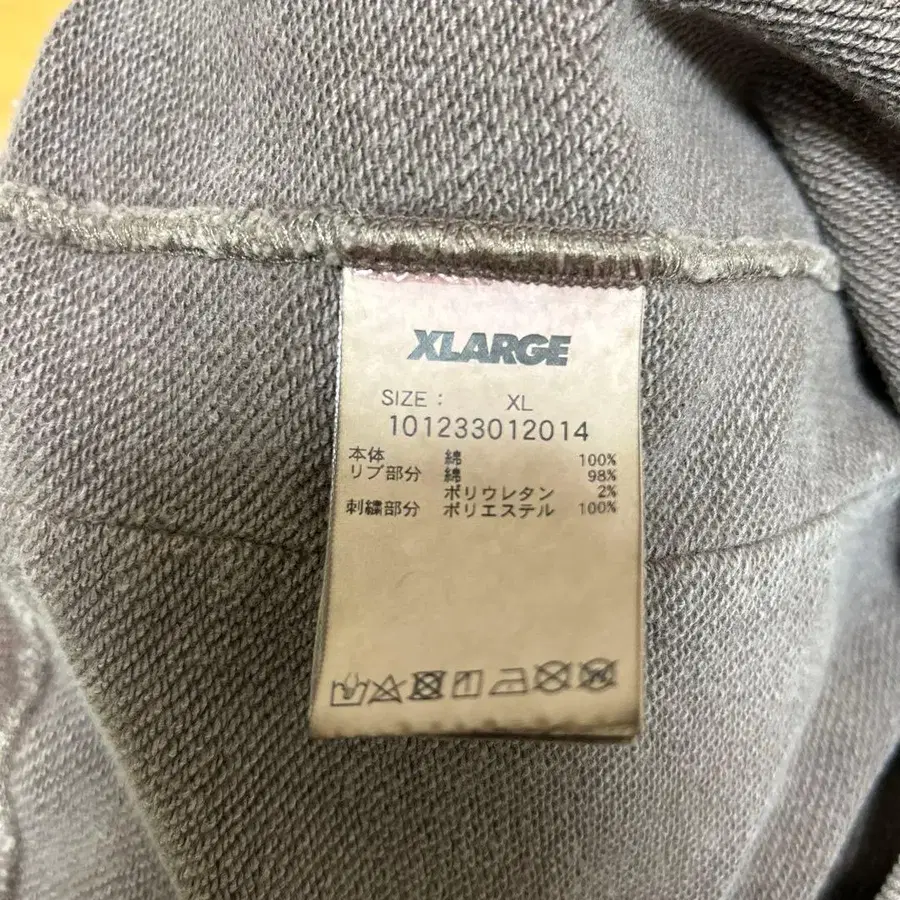 XLARGE
SIZE : XL
101233012014
本体 綿 100%
リブ部分 綿 98%
ポリウレタン 2%
刺繍部分 ポリエステル 100%